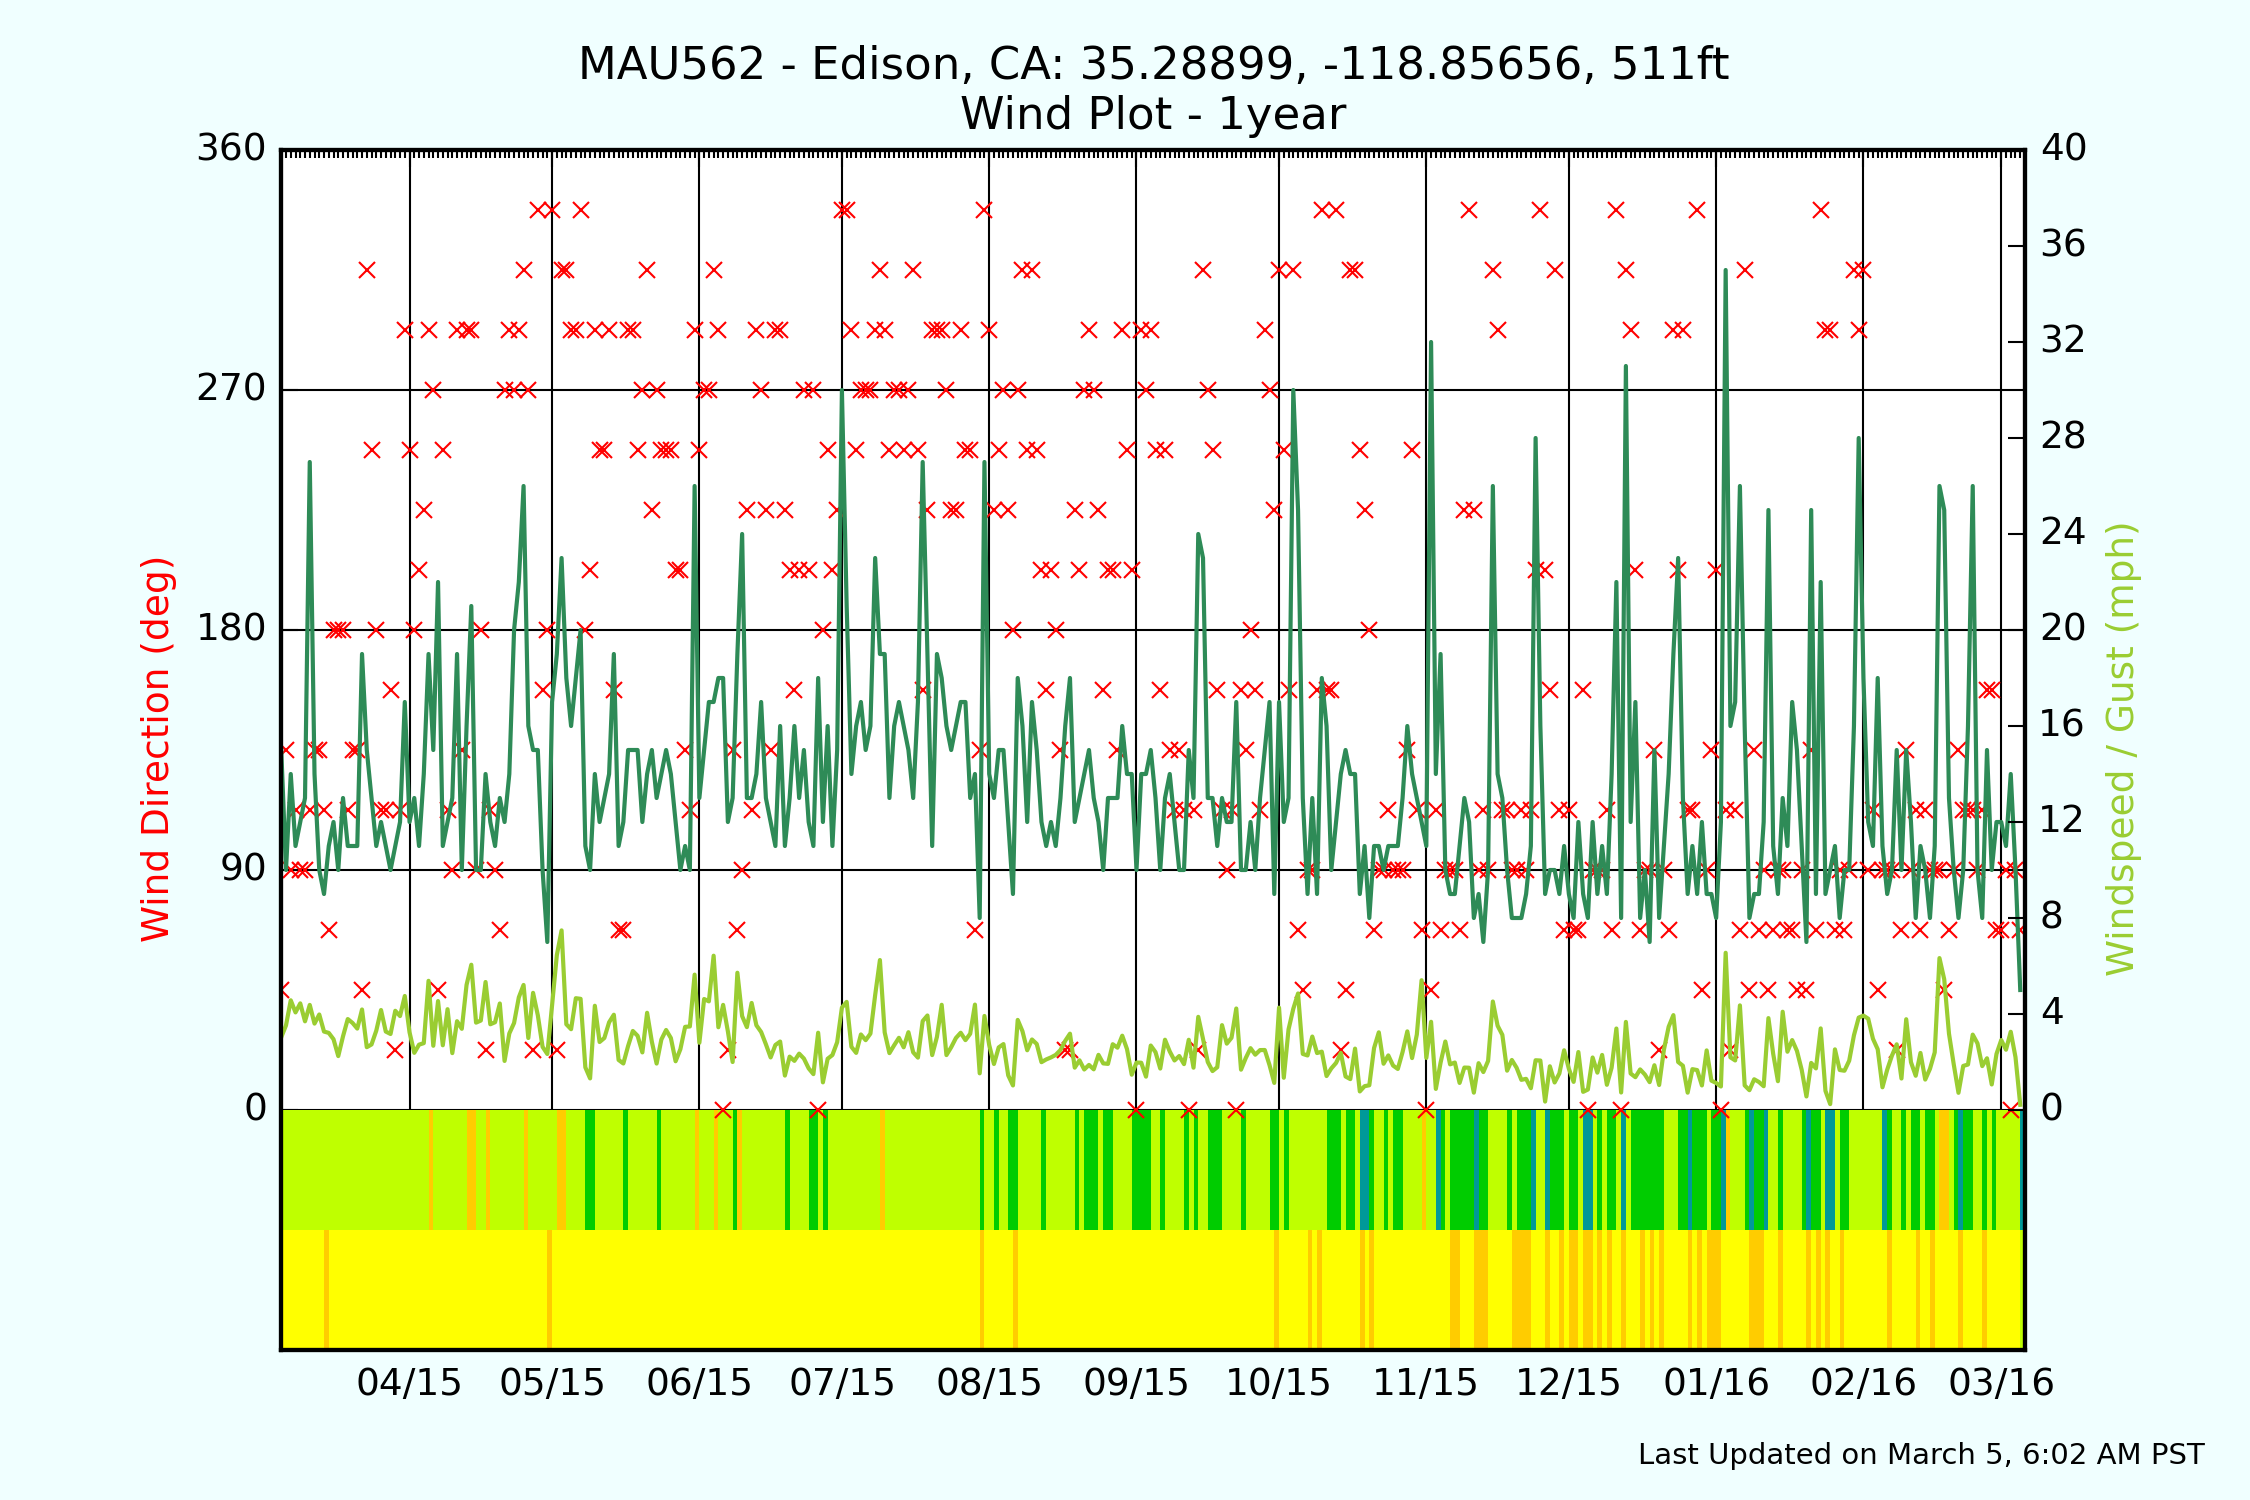 MAU562 - Edison, CA: 35.28899, -118.85656, 511ft
Wind Plot - 1year
360
270
180
90
0
Wind Direction (deg)
40
36
32
28
24
20
16
12
8
4
0
Windspeed / Gust (mph)
04/15 05/15 06/15 07/15 08/15 09/15 10/15 11/15 12/15 01/16 02/16 03/16
Last Updated on March 5, 6:02 AM PST